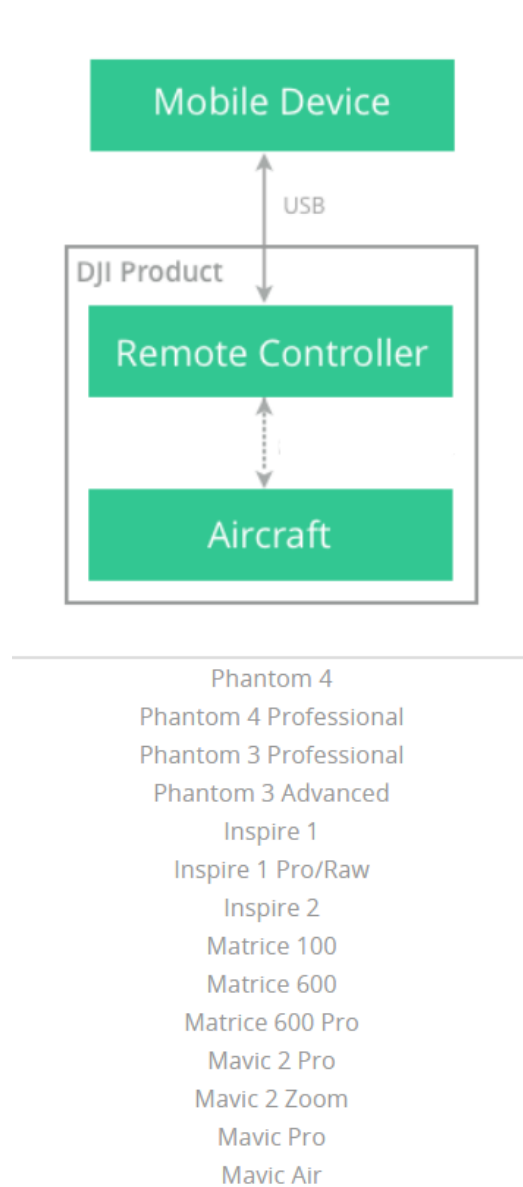 Mobile Device
USB
DJI Product
Remote Controller
Aircraft
Phantom 4
Phantom 4 Professional
Phantom 3 Professional
Phantom 3 Advanced
Inspire 1
Inspire 1 Pro/Raw
Inspire 2
Matrice 100
Matrice 600
Matrice 600 Pro
Mavic 2 Pro
Mavic 2 Zoom
Mavic Pro
Mavic Air